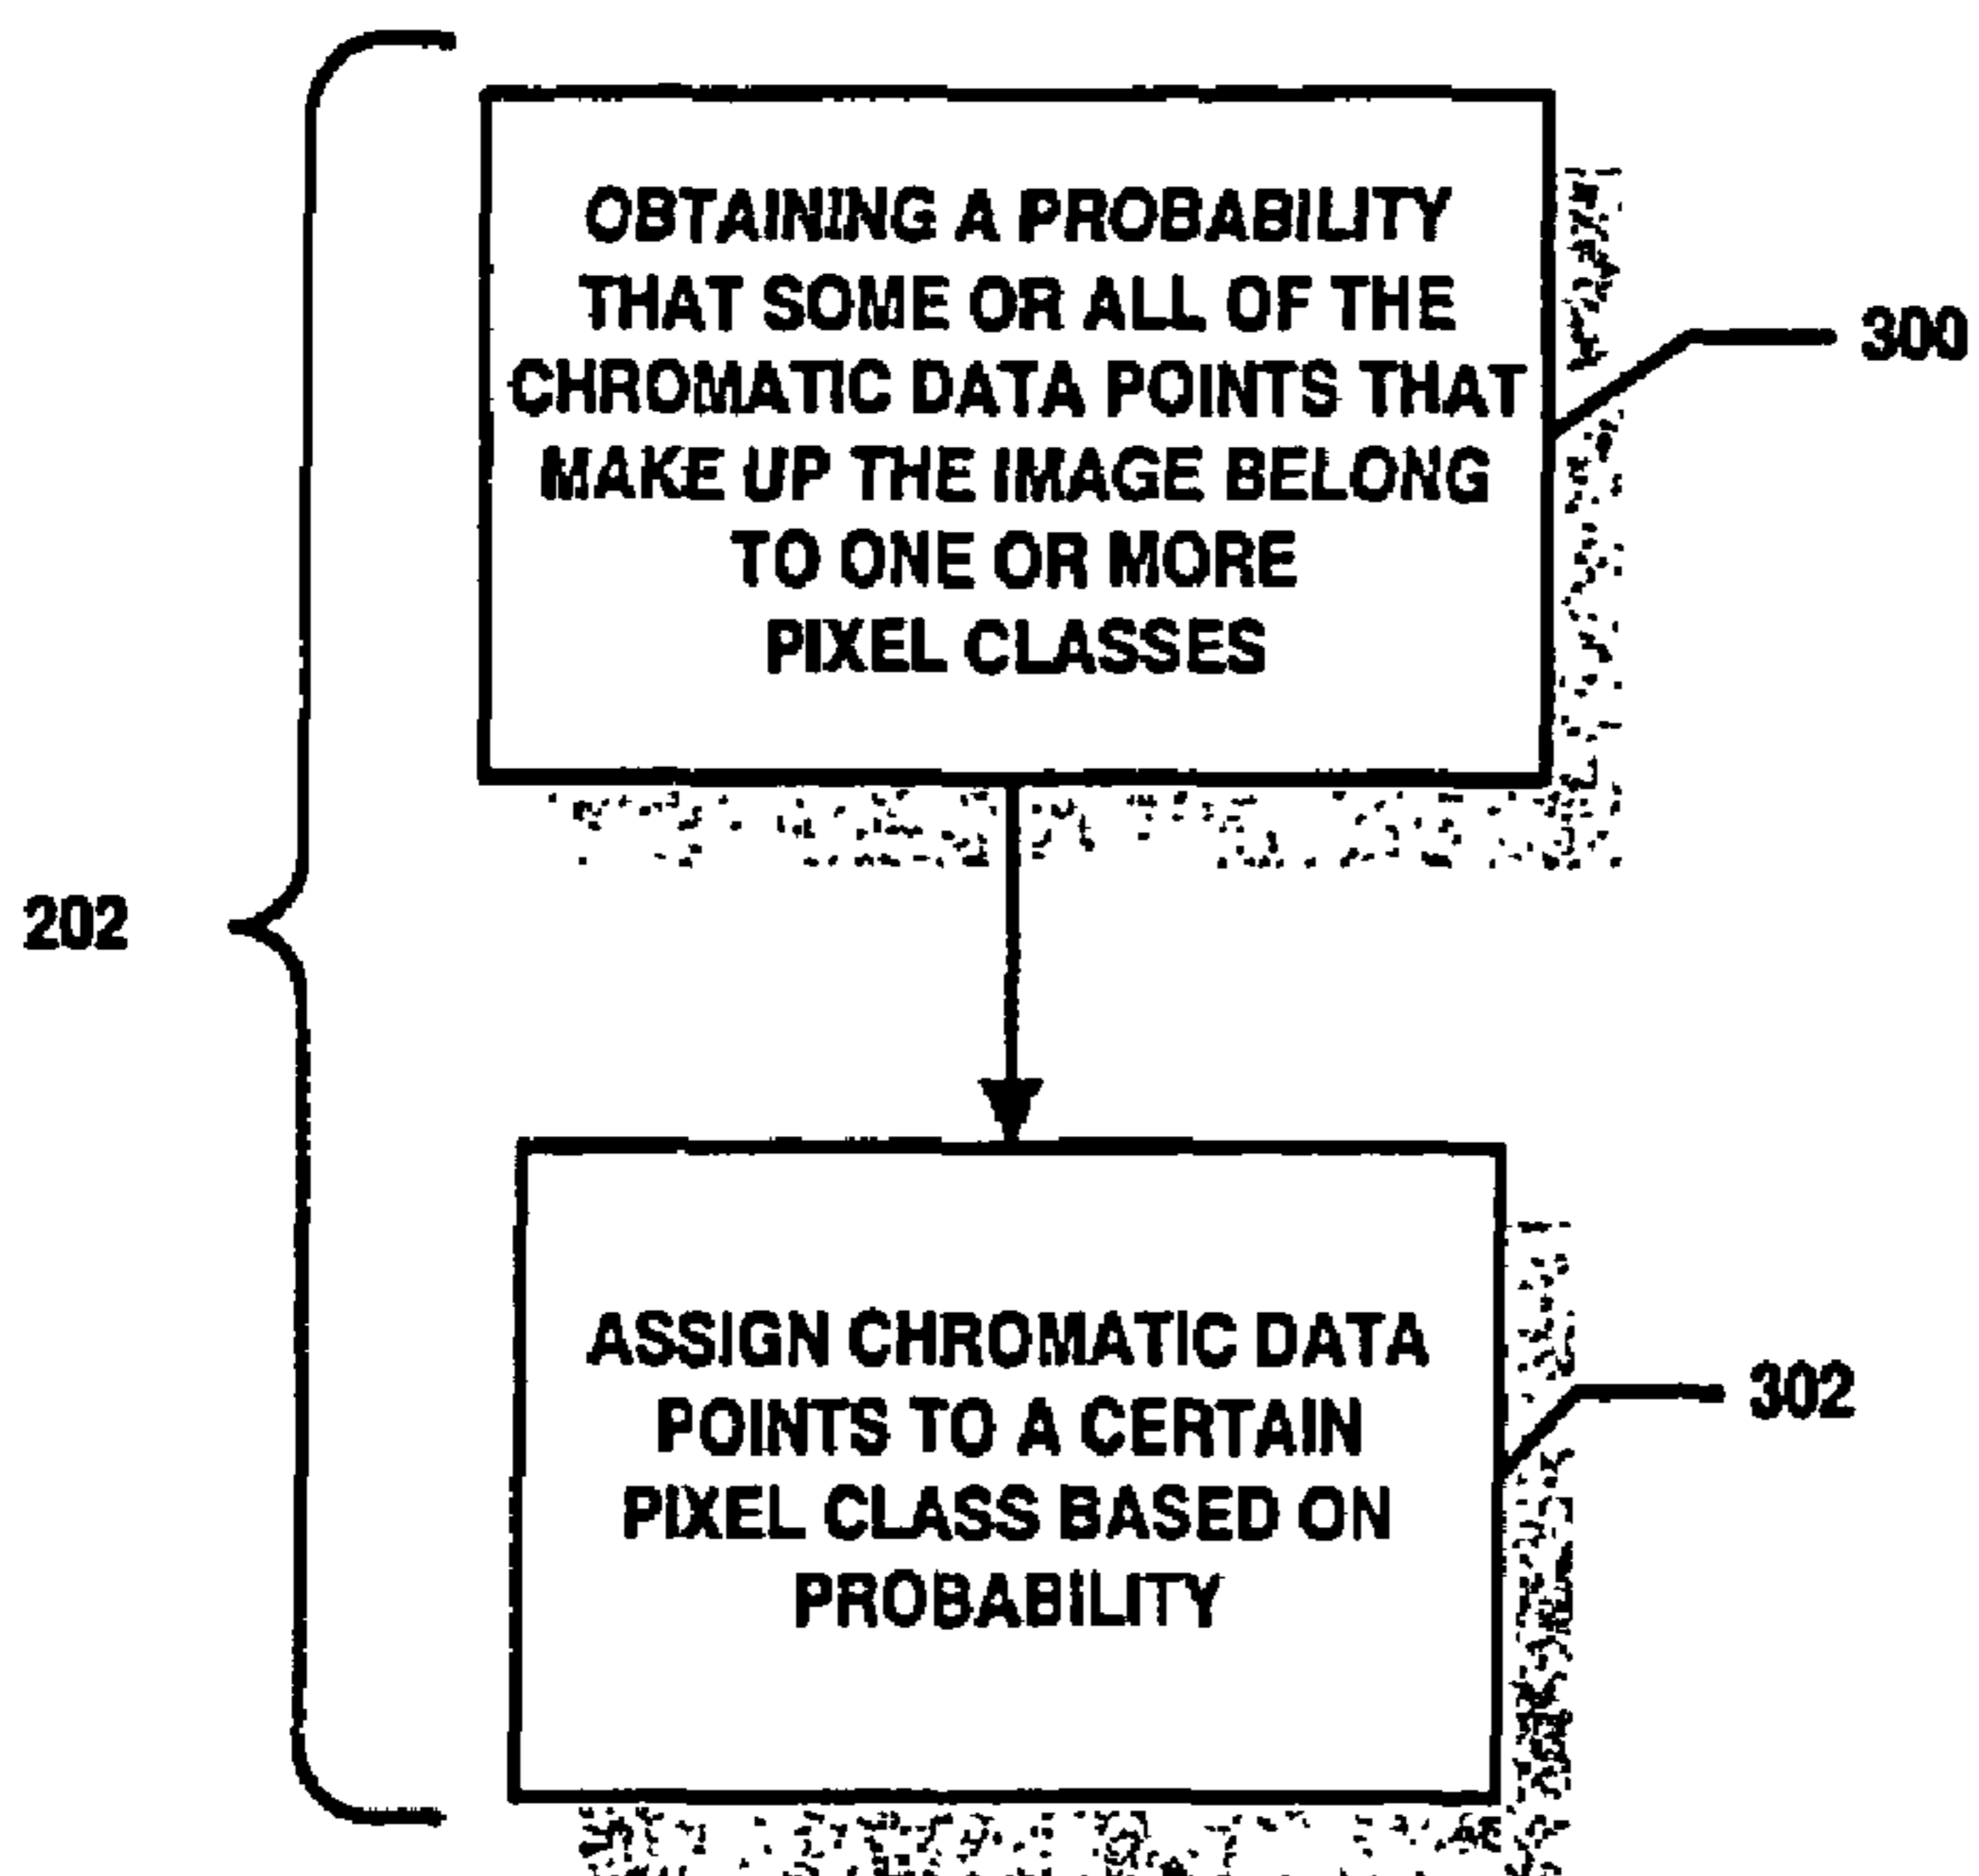 OBTAINING A PROBABILITY
THAT SOME OR ALL OF THE
CHROMATIC DATA POINTS THAT
MAKE UP THE IMAGE BELONG
TO ONE OR MORE
PIXEL CLASSES
300
202
ASSIGN CHROMATIC DATA
POINTS TO A CERTAIN
PIXEL CLASS BASED ON
PROBABILITY
302